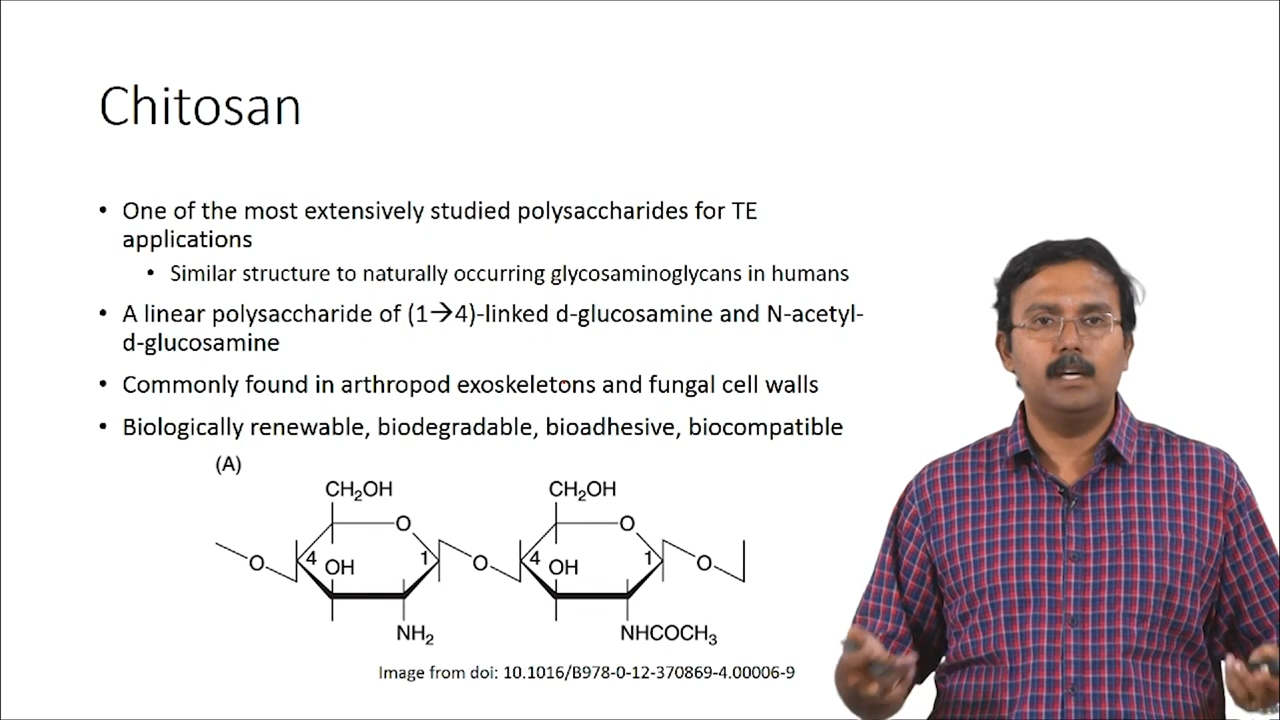 Chitosan
• One of the most extensively studied polysaccharides for TE
applications
• Similar structure to naturally occurring glycosaminoglycans in humans
• A linear polysaccharide of (1→4)-linked d-glucosamine and N-acetyl-
d-glucosamine
• Commonly found in arthropod exoskeletons and fungal cell walls
• Biologically renewable, biodegradable, bioadhesive, biocompatible
(A)
CH₂OH CH₂OH
O O
O 4 OH 1 O 4 OH 1 O
NH₂ NHCOCH₃
Image from doi: 10.1016/B978-0-12-370869-4.00006-9